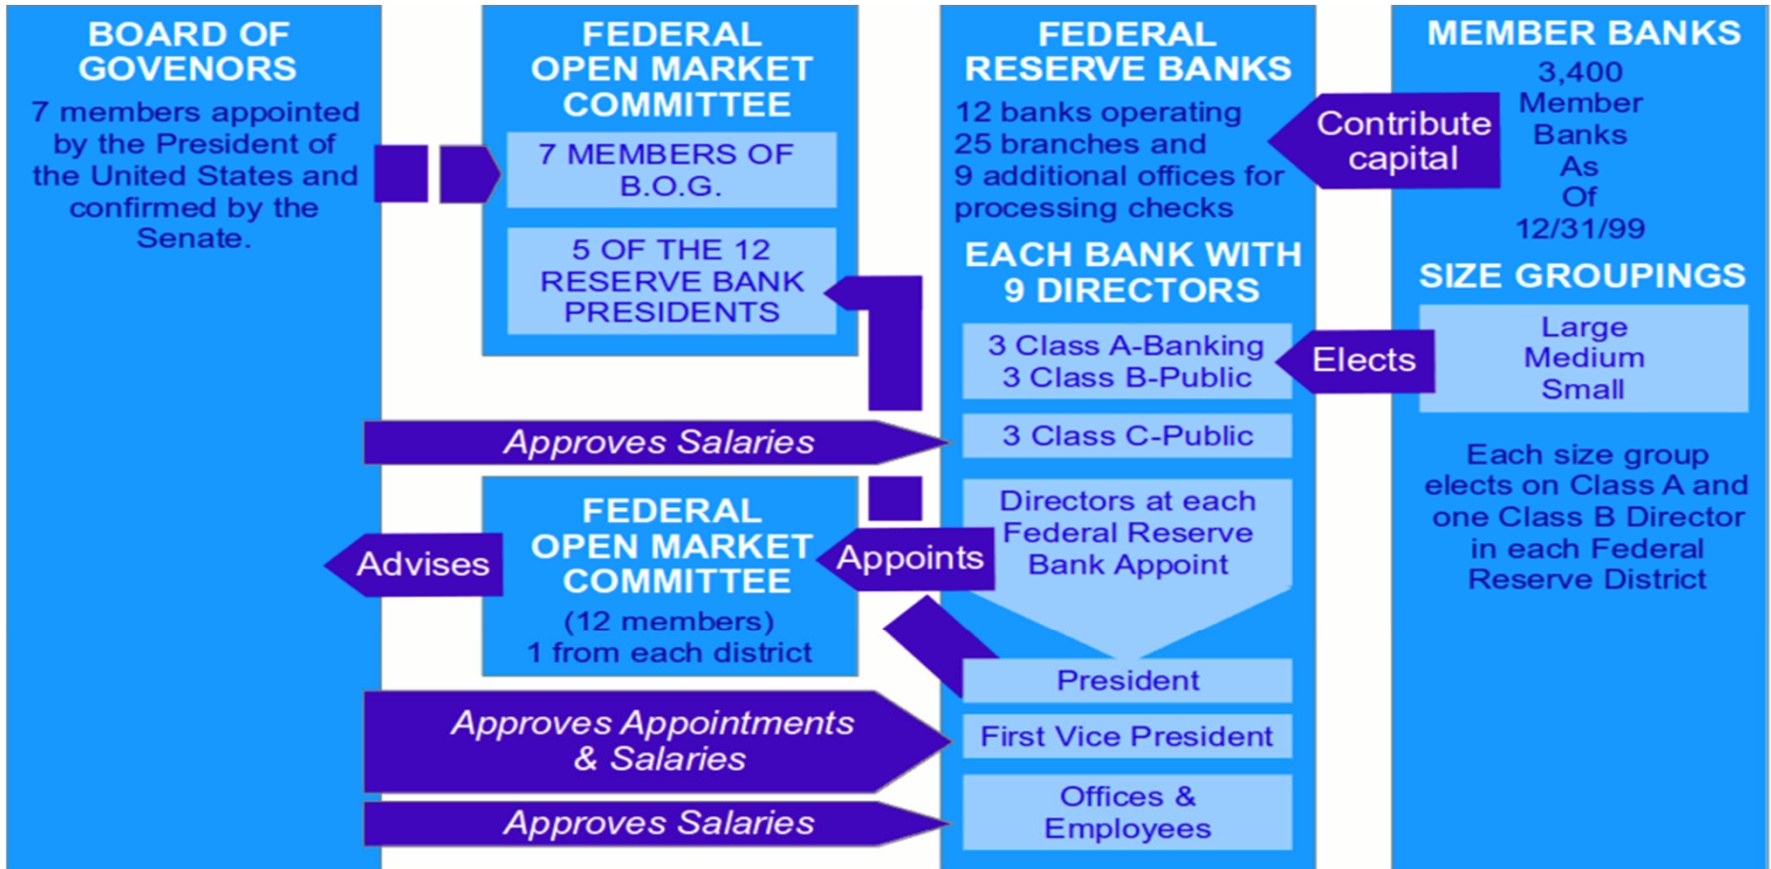 BOARD OF
GOVENORS
7 members appointed
by the President of
the United States and
confirmed by the
Senate.
FEDERAL
OPEN MARKET
COMMITTEE
7 MEMBERS OF
B.O.G.
5 OF THE 12
RESERVE BANK
PRESIDENTS
Approves Salaries
FEDERAL
OPEN MARKET
COMMITTEE
(12 members)
1 from each district
Advises
Appoints
Approves Appointments
& Salaries
Approves Salaries
FEDERAL
RESERVE BANKS
12 banks operating
25 branches and
9 additional offices for
processing checks
EACH BANK WITH
9 DIRECTORS
3 Class A-Banking
3 Class B-Public
3 Class C-Public
Directors at each
Federal Reserve
Bank Appoint
President
First Vice President
Offices &
Employees
Contribute
capital
Elects
MEMBER BANKS
3,400
Member
Banks
As
Of
12/31/99
SIZE GROUPINGS
Large
Medium
Small
Each size group
elects on Class A and
one Class B Director
in each Federal
Reserve District